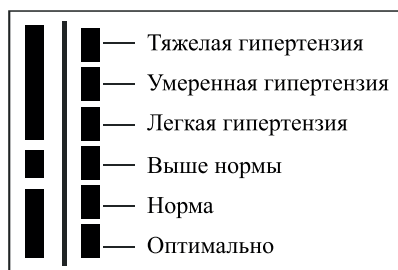 Тяжелая гипертензия
Умеренная гипертензия
Легкая гипертензия
Выше нормы
Норма
Оптимально